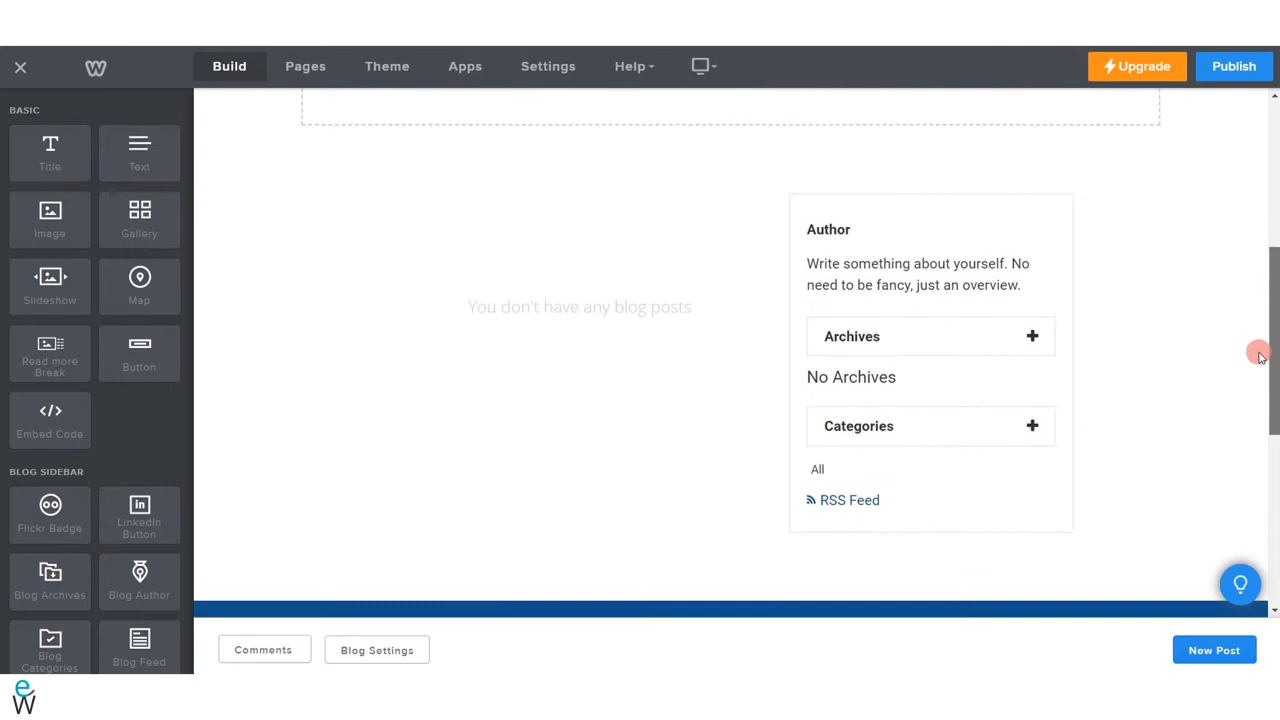 Build
Pages
Theme
Apps
Settings
Help
Upgrade
Publish
BASIC
Title
Text
Image
Gallery
Slideshow
Map
Read more
Break
Button
Embed Code
BLOG SIDEBAR
Flickr Badge
LinkedIn
Button
Blog Archives
Blog Author
Blog
Categories
Blog Feed
You don't have any blog posts
Author
Write something about yourself. No
need to be fancy, just an overview.
Archives
No Archives
Categories
All
RSS Feed
Comments
Blog Settings
New Post
eW